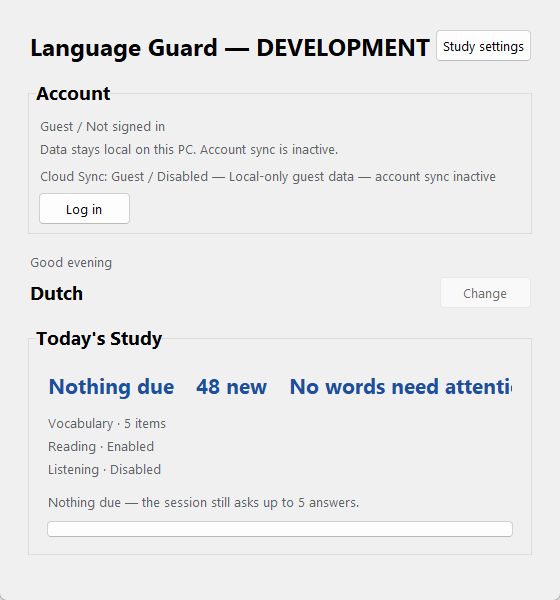 Language Guard — DEVELOPMENT
Study settings
Account
Guest / Not signed in
Data stays local on this PC. Account sync is inactive.
Cloud Sync: Guest / Disabled — Local-only guest data — account sync inactive
Log in
Good evening
Dutch
Change
Today's Study
Nothing due 48 new No words need
Vocabulary · 5 items
Reading · Enabled
Listening · Disabled
Nothing due — the session still asks up to 5 answers.